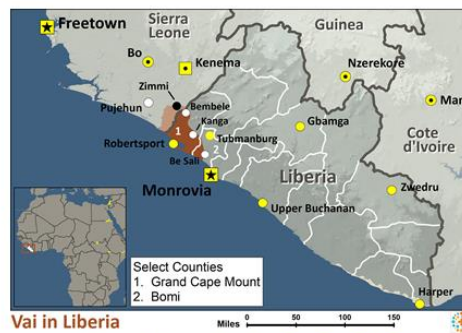 Freetown
Sierra
Leone
Guinea
Bo
Kenema
Nzerekore
Man
Zimmi
Pujehun
Bembele
Kanga
1
Gbanga
Cote
d'Ivoire
Robertsport
Tubmanburg
2
Be Sali
Monrovia
Liberia
Zwedru
Upper Buchanan
Harper
Select Counties
1. Grand Cape Mount
2. Bomi
Vai in Liberia
Miles 0 50 100 150